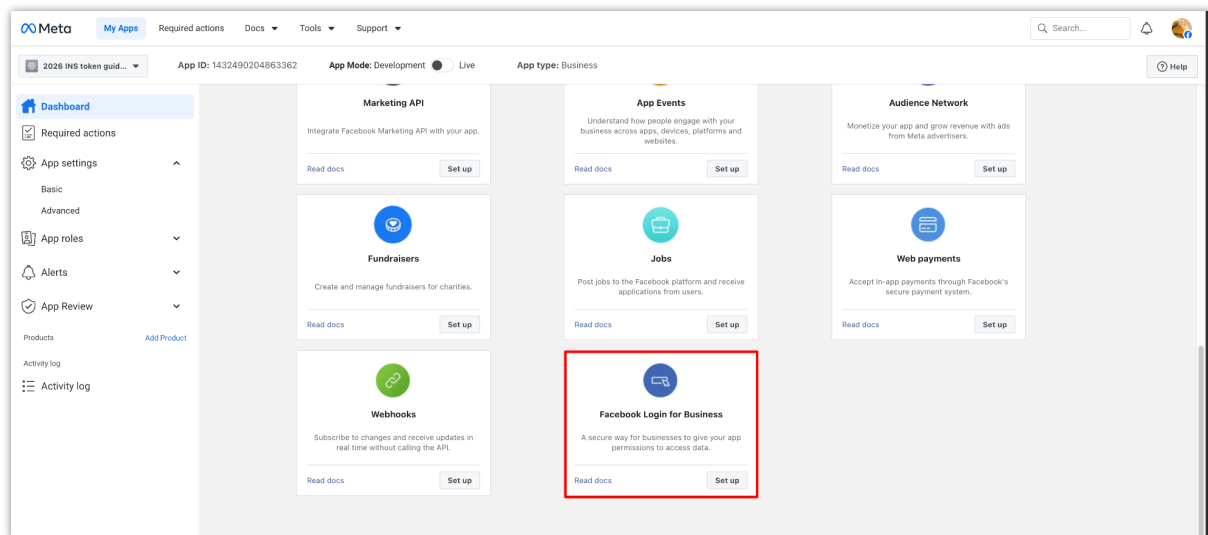 Meta
My Apps
Required actions
Docs
Tools
Support
Search...
2026 INS token guid...
App ID: 1432490204863362
App Mode: Development
Live
App type: Business
Help
Dashboard
Required actions
App settings
Basic
Advanced
App roles
Alerts
App Review
Products
Add Product
Activity log
Activity log
Marketing API
Integrate Facebook Marketing API with your app.
Read docs
Set up
App Events
Understand how people engage with your
business across apps, devices, platforms and
websites.
Read docs
Set up
Audience Network
Monetize your app and grow revenue with ads
from Meta advertisers.
Read docs
Set up
Fundraisers
Create and manage fundraisers for charities.
Read docs
Set up
Jobs
Post jobs to the Facebook platform and receive
applications from users.
Read docs
Set up
Web payments
Accept in-app payments through Facebook's
secure payment system.
Read docs
Set up
Webhooks
Subscribe to changes and receive updates in
real time without calling the API.
Read docs
Set up
Facebook Login for Business
A secure way for businesses to give your app
permissions to access data.
Read docs
Set up